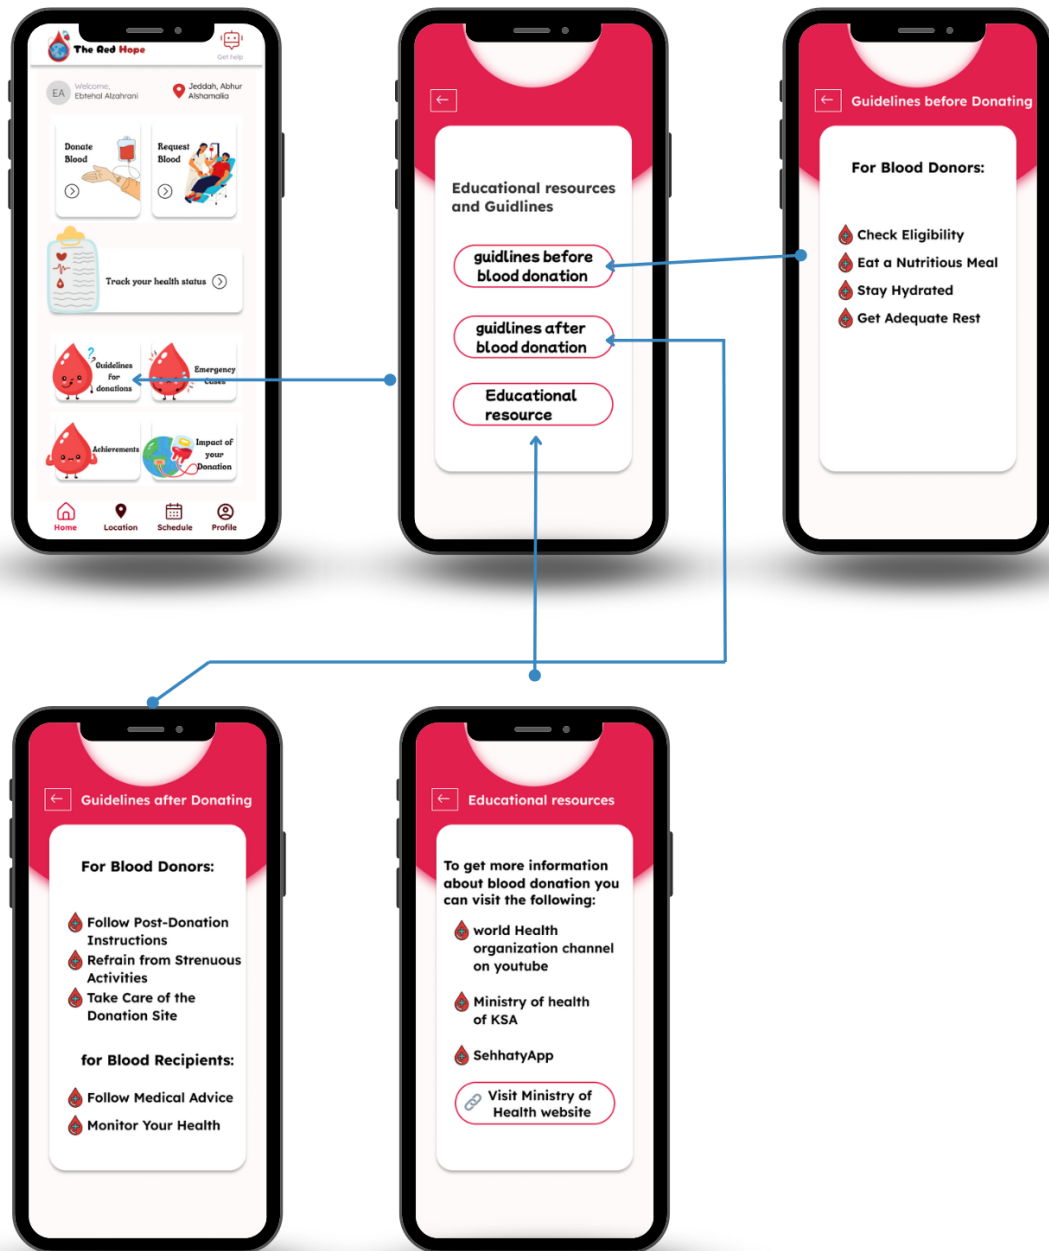 The Red Hope
Get help
EA
Welcome,
Ebtehal Alzahrani
Jeddah, Abhur
Alshamalia
Donate
Blood
Request
Blood
Track your health status
Guidelines
For
donations
Emergency
Cases
Achievements
Impact of
your
Donation
Home
Location
Schedule
Profile
Educational resources
and Guidlines
guidlines before
blood donation
guidlines after
blood donation
Educational
resource
Guidelines before Donating
For Blood Donors:
Check Eligibility
Eat a Nutritious Meal
Stay Hydrated
Get Adequate Rest
Guidelines after Donating
For Blood Donors:
Follow Post-Donation
Instructions
Refrain from Strenuous
Activities
Take Care of the
Donation Site
for Blood Recipients:
Follow Medical Advice
Monitor Your Health
Educational resources
To get more information
about blood donation you
can visit the following:
world Health
organization channel
on youtube
Ministry of health
of KSA
SehhatyApp
Visit Ministry of
Health website